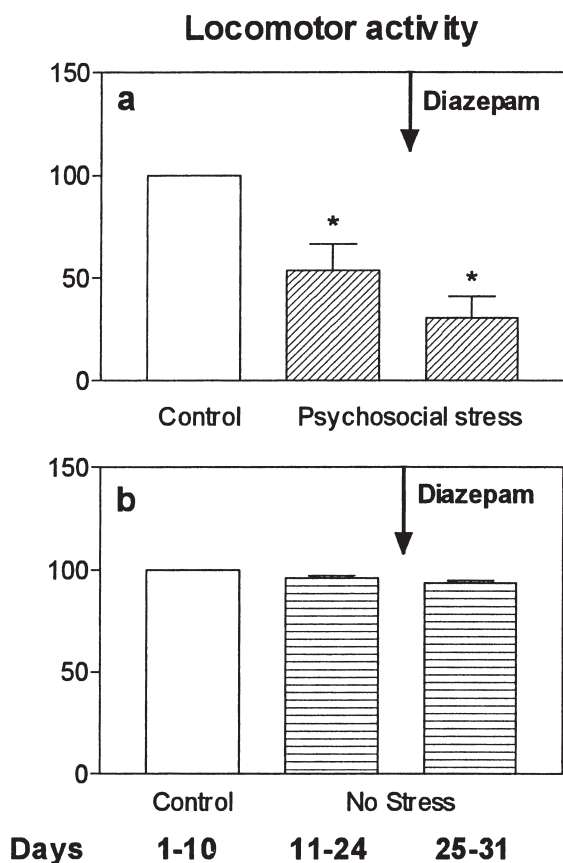 Locomotor activity
150
a
Diazepam
100
*
*
50
0
Control Psychosocial stress
150
b
Diazepam
100
50
0
Control No Stress
Days 1-10 11-24 25-31